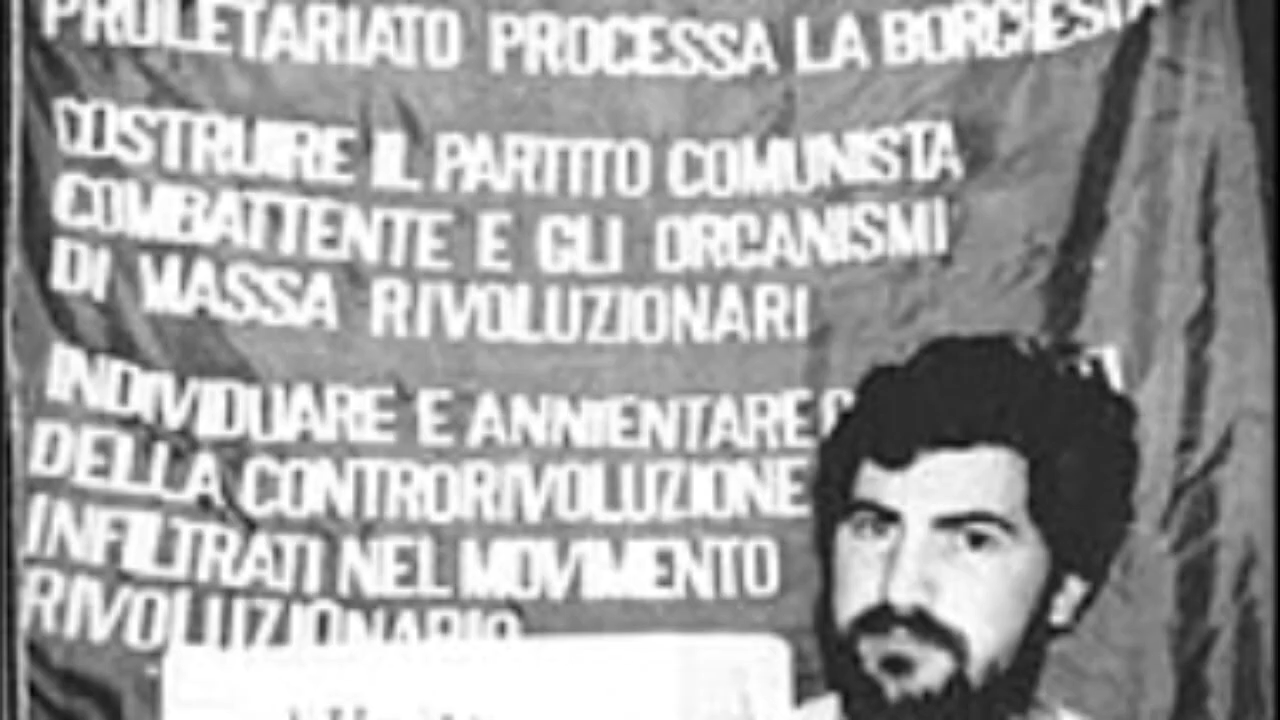 PROLETARIATO PROCESSA LA BORGHESIA
COSTRUIRE IL PARTITO COMUNISTA
COMBATTENTE E GLI ORGANISMI
DI MASSA RIVOLUZIONARI
INDIVIDUARE E ANNIENTARE
DELLA CONTRORIVOLUZIONE
INFILTRATI NEL MOVIMENTO
RIVOLUZIONARIO